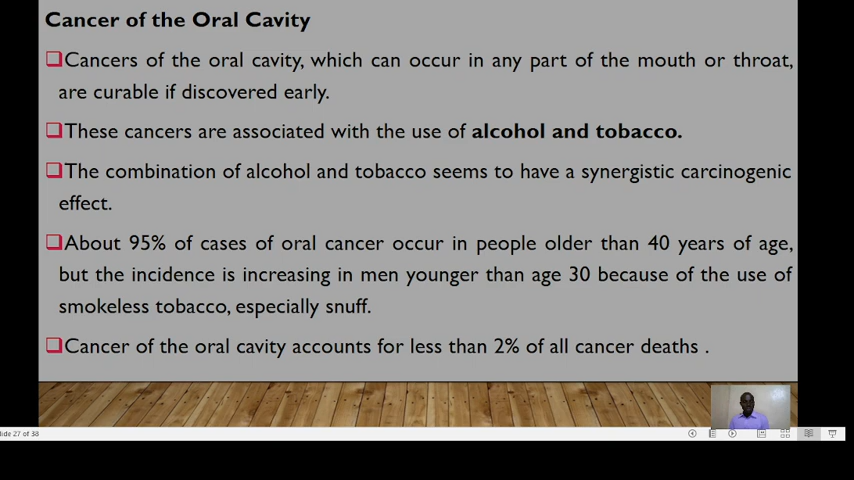 Cancer of the Oral Cavity
❑Cancers of the oral cavity, which can occur in any part of the mouth or throat,
are curable if discovered early.
❑These cancers are associated with the use of alcohol and tobacco.
❑The combination of alcohol and tobacco seems to have a synergistic carcinogenic
effect.
❑About 95% of cases of oral cancer occur in people older than 40 years of age,
but the incidence is increasing in men younger than age 30 because of the use of
smokeless tobacco, especially snuff.
❑Cancer of the oral cavity accounts for less than 2% of all cancer deaths .
lide 27 of 38